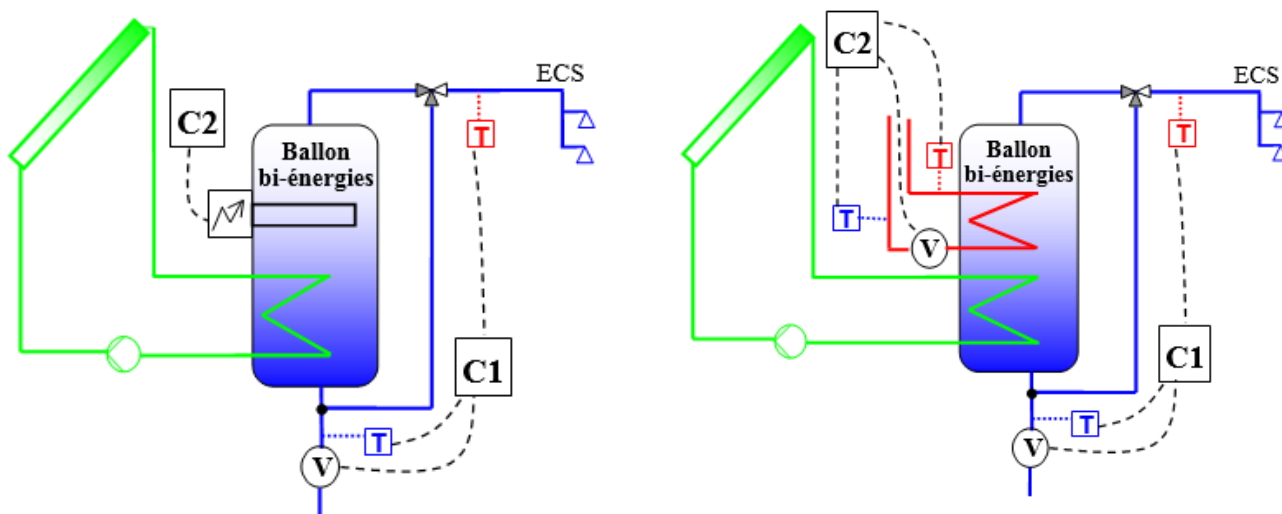 C2
Ballon
bi-énergies
ECS
T
C1
T
V
C2
Ballon
bi-énergies
ECS
T
T
T
V
C1
T
V